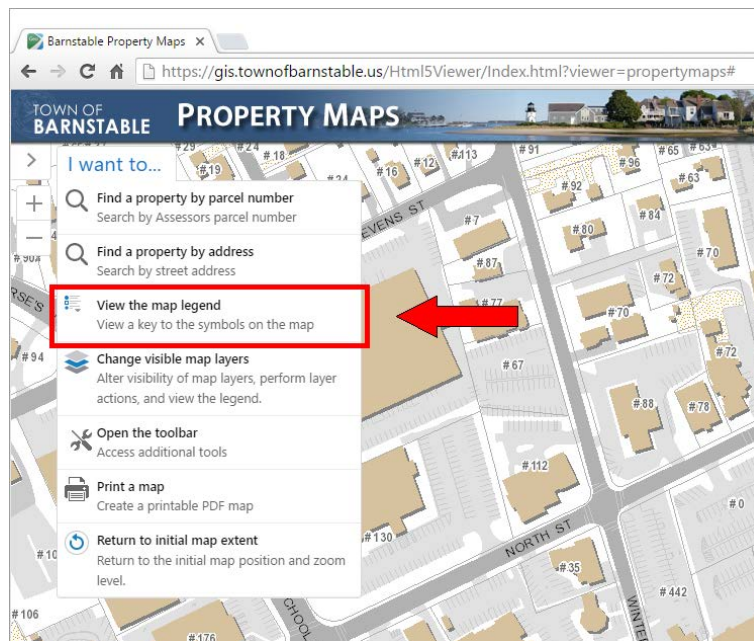 Barnstable Property Maps
https://gis.townofbarnstable.us/Html5Viewer/Index.html?viewer=propertymaps#
TOWN OF
BARNSTABLE
PROPERTY MAPS
I want to...
Find a property by parcel number
Search by Assessors parcel number
Find a property by address
Search by street address
View the map legend
View a key to the symbols on the map
Change visible map layers
Alter visibility of map layers, perform layer
actions, and view the legend.
Open the toolbar
Access additional tools
Print a map
Create a printable PDF map
Return to initial map extent
Return to the initial map position and zoom
level.
#29
#24
#18
#19
#16
#12
#113
#91
#96
#65
#63
#92
#84
#7
#80
#70
#87
#72
#77
#70
#94
#67
#72
#88
#78
#112
#0
#130
NORTH ST
#35
#442
#106
#176
SCHOOL
WINTER